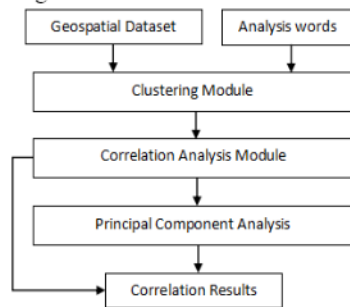 Geospatial Dataset
Analysis words
Clustering Module
Correlation Analysis Module
Principal Component Analysis
Correlation Results